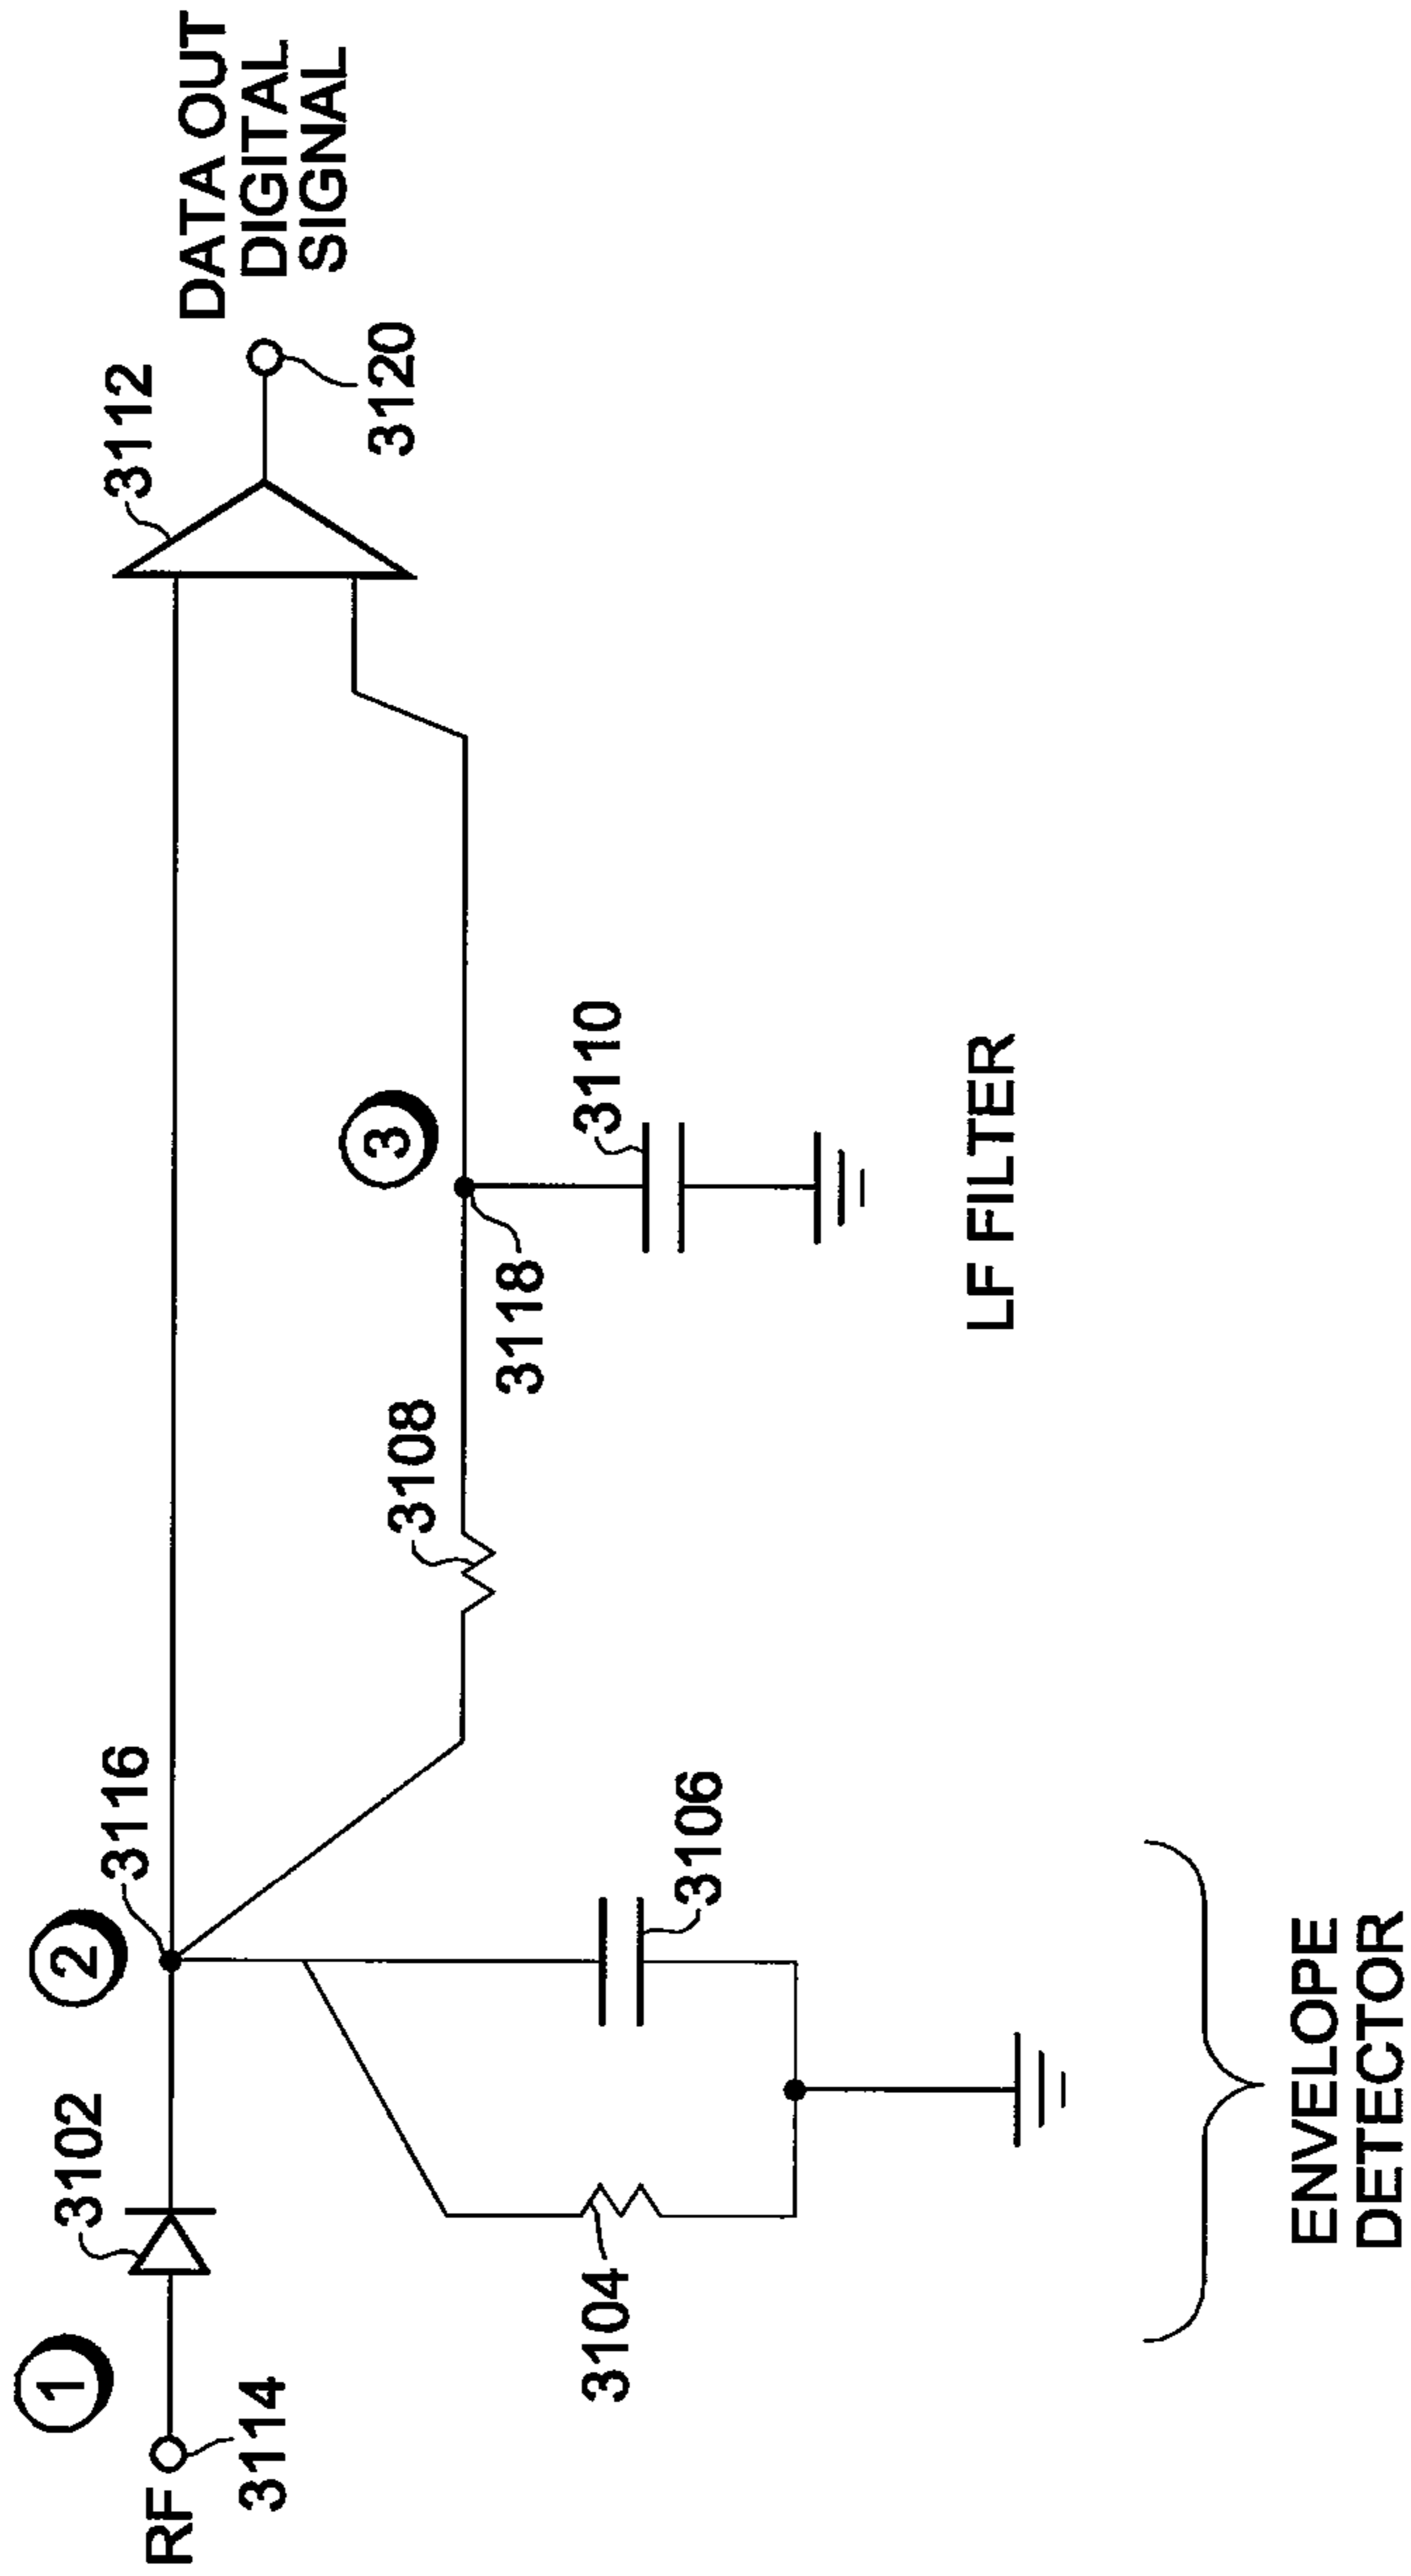 RF
3114
1
3102
2
3116
3104
3106
ENVELOPE
DETECTOR
3108
3
3118
3110
LF FILTER
3112
3120
DATA OUT
DIGITAL
SIGNAL